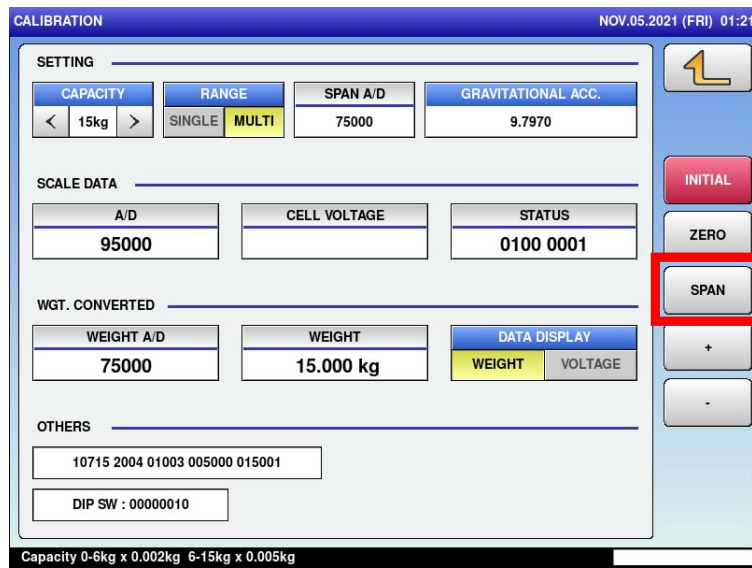 CALIBRATION NOV.05.2021 (FRI) 01:21
SETTING
CAPACITY RANGE SPAN A/D GRAVITATIONAL ACC.
< 15kg > SINGLE MULTI 75000 9.7970
SCALE DATA
INITIAL
A/D CELL VOLTAGE STATUS
95000 0100 0001
ZERO
SPAN
WGT. CONVERTED
WEIGHT A/D WEIGHT DATA DISPLAY
75000 15.000 kg WEIGHT VOLTAGE
+
-
OTHERS
10715 2004 01003 005000 015001
DIP SW : 00000010
Capacity 0-6kg x 0.002kg 6-15kg x 0.005kg